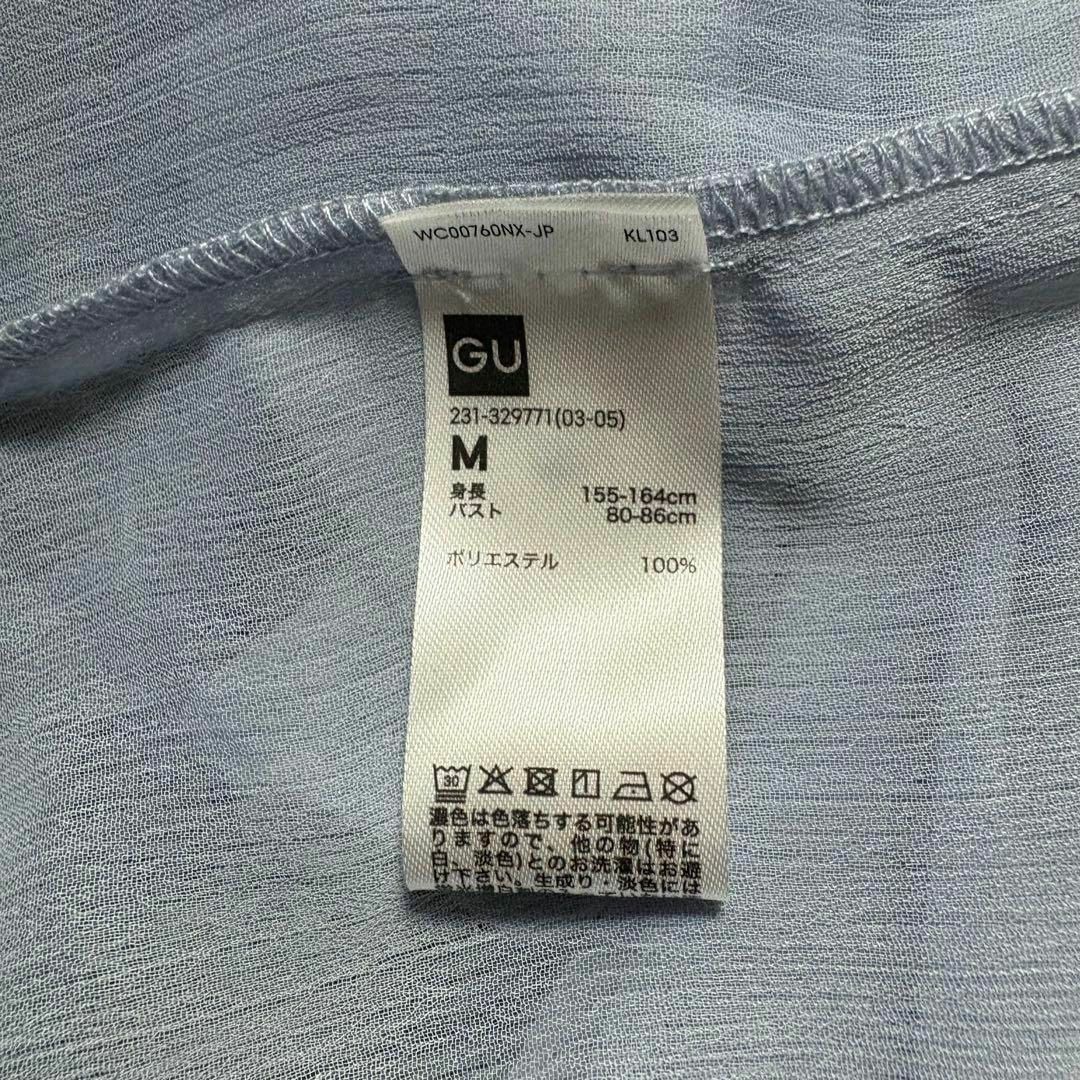 WC00760NX-JP KL103
GU
231-329771(03-05)
M
身長 155-164cm
バスト 80-86cm
ポリエステル 100%
30
濃色は色落ちする可能性があ
りますので、他の物(特に
白、淡色)とのお洗濯はお避
け下さい。生成り・淡色には